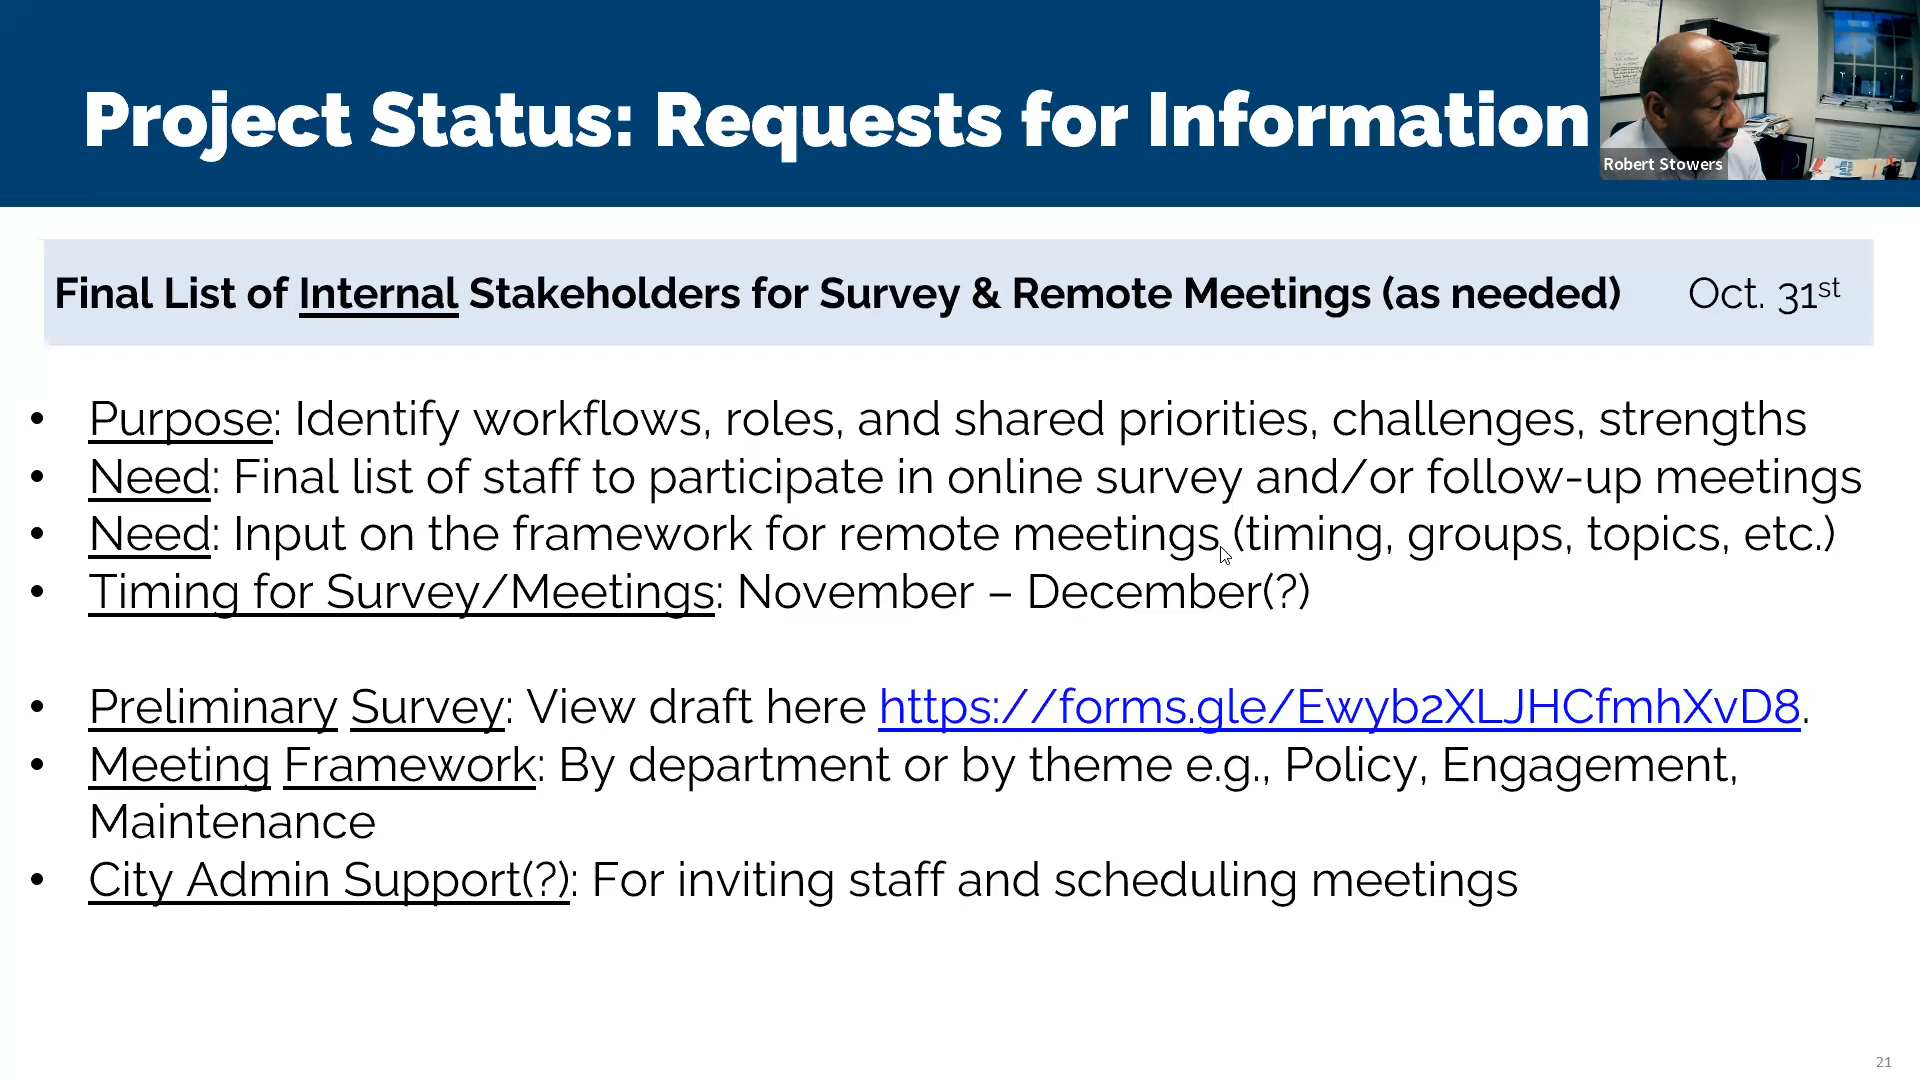 Project Status: Requests for Information
Robert Stowers
Final List of Internal Stakeholders for Survey & Remote Meetings (as needed) Oct. 31st
• Purpose: Identify workflows, roles, and shared priorities, challenges, strengths
• Need: Final list of staff to participate in online survey and/or follow-up meetings
• Need: Input on the framework for remote meetings (timing, groups, topics, etc.)
• Timing for Survey/Meetings: November – December(?)
• Preliminary Survey: View draft here https://forms.gle/Ewyb2XLJHCfmhXvD8.
• Meeting Framework: By department or by theme e.g., Policy, Engagement,
Maintenance
• City Admin Support(?): For inviting staff and scheduling meetings
21